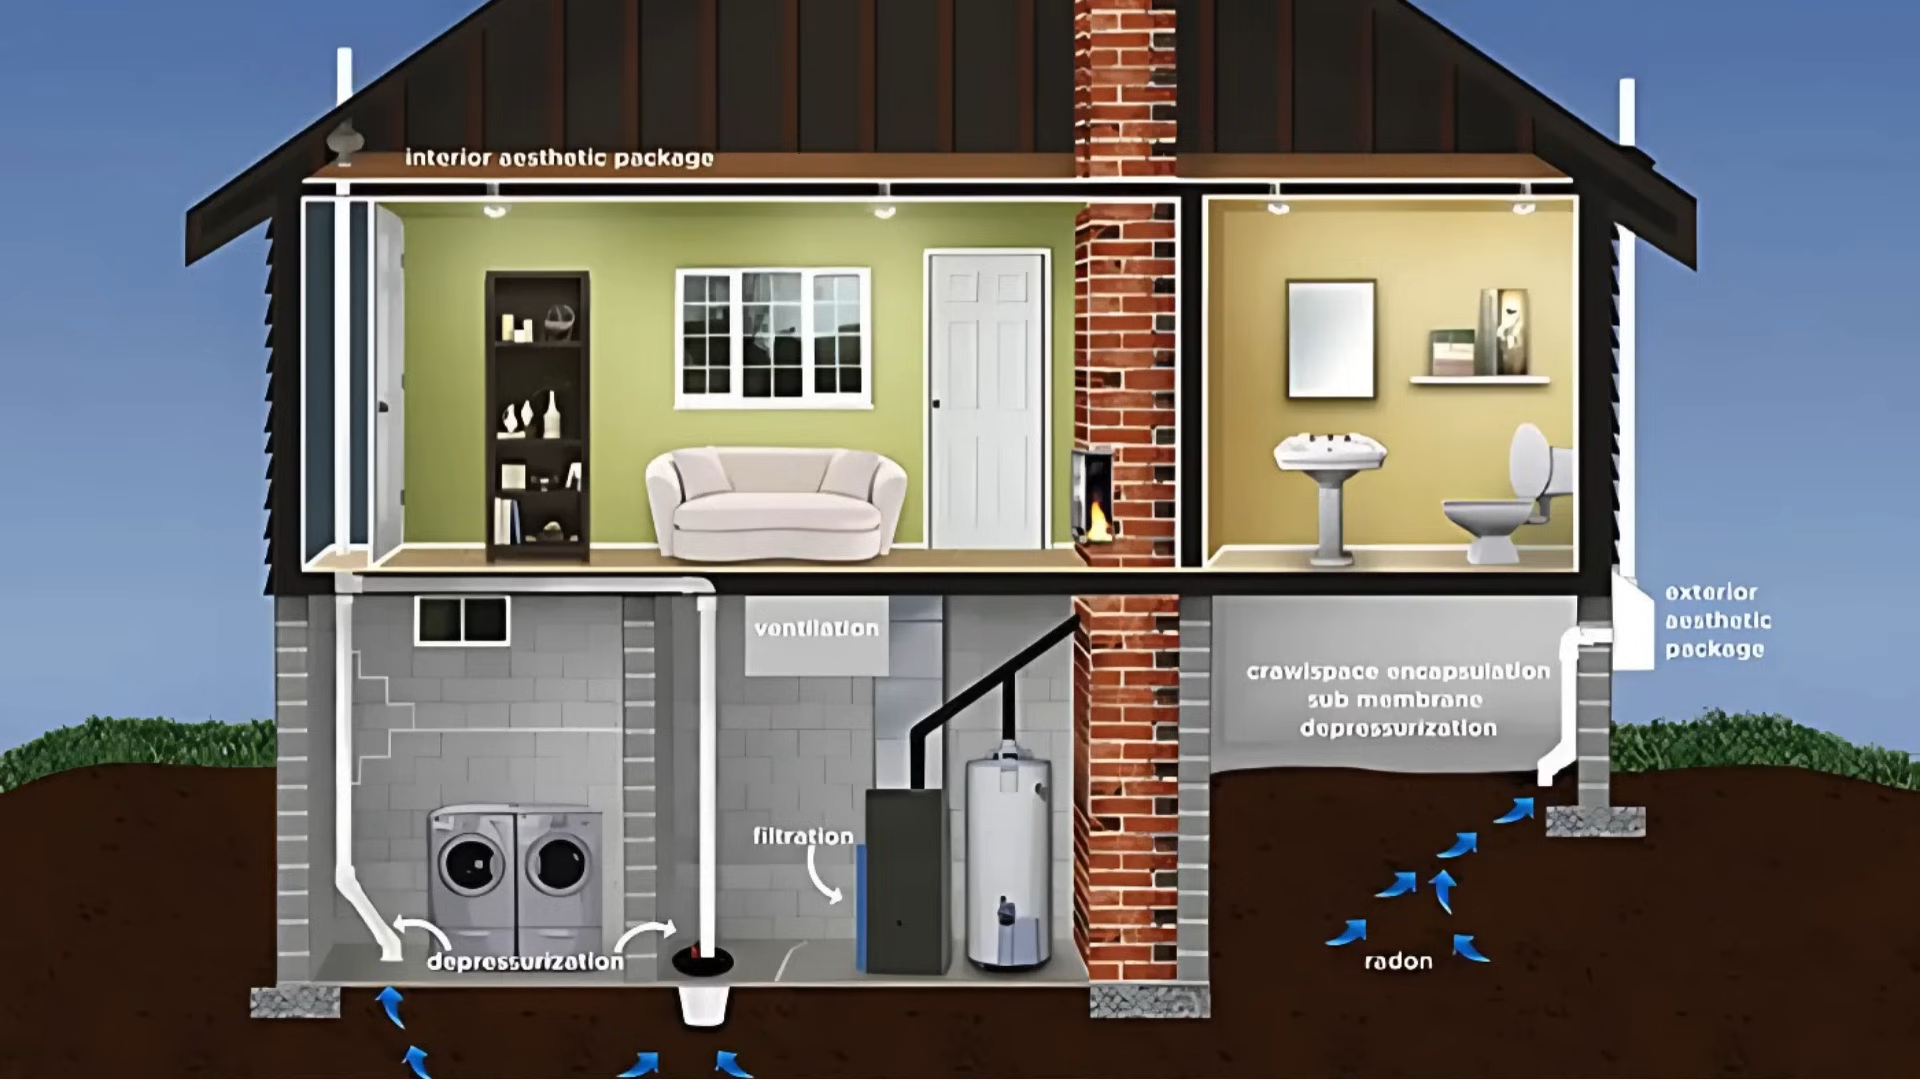 interior aesthetic package
exterior
aesthetic
package
ventilation
crawlspace encapsulation
sub membrane
depressurization
filtration
depressurization
radon